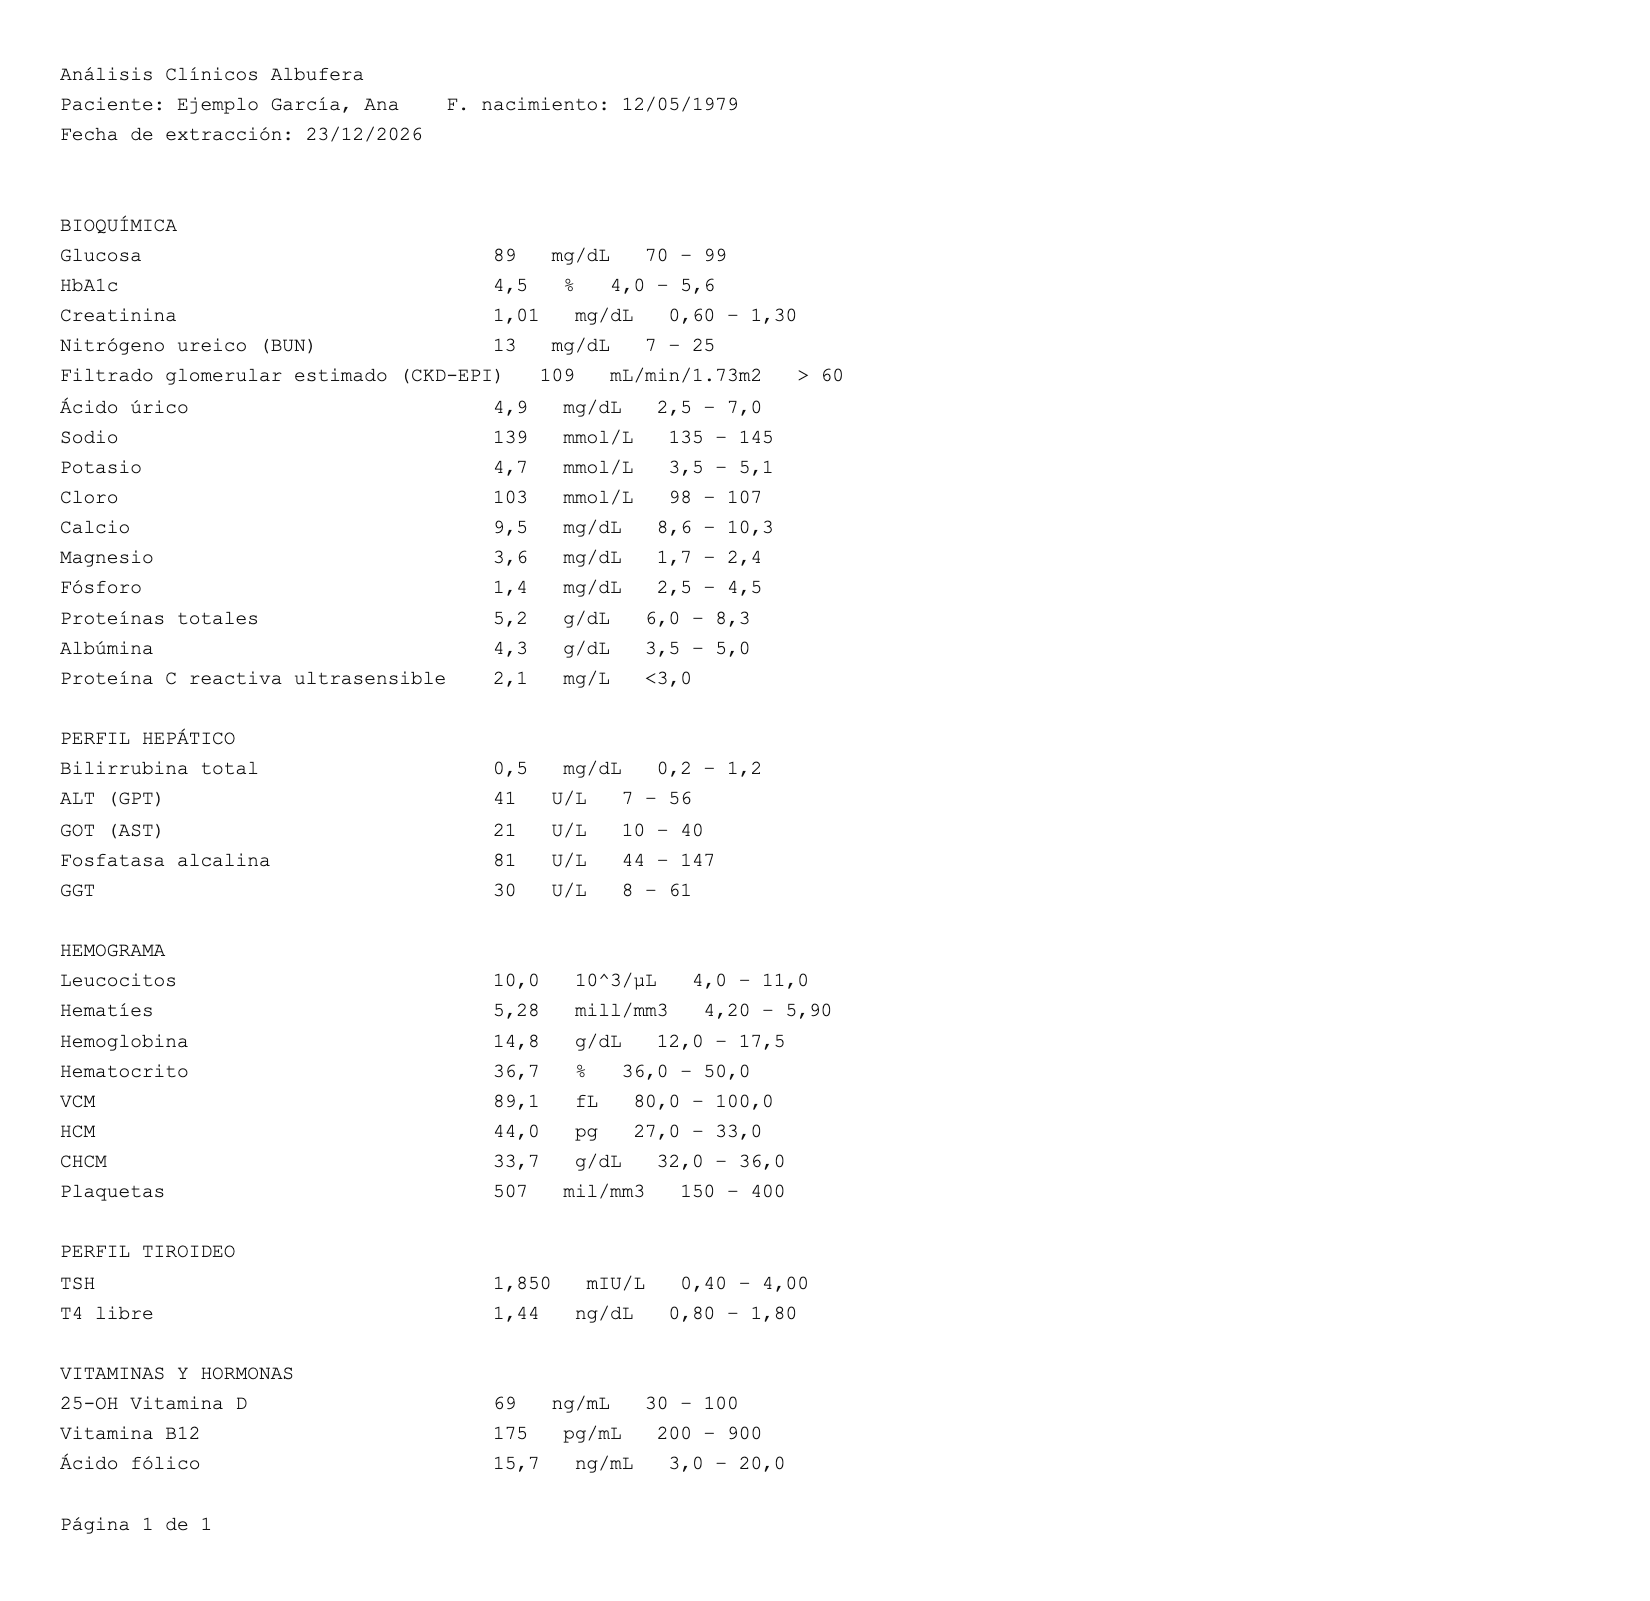 Análisis Clínicos Albufera
Paciente: Ejemplo García, Ana    F. nacimiento: 12/05/1979
Fecha de extracción: 23/12/2026

BIOQUÍMICA
Glucosa                              89   mg/dL   70 - 99
HbA1c                                4,5   %   4,0 - 5,6
Creatinina                           1,01   mg/dL   0,60 - 1,30
Nitrógeno ureico (BUN)               13   mg/dL   7 - 25
Filtrado glomerular estimado (CKD-EPI)   109   mL/min/1.73m2   > 60
Ácido úrico                          4,9   mg/dL   2,5 - 7,0
Sodio                                139   mmol/L   135 - 145
Potasio                              4,7   mmol/L   3,5 - 5,1
Cloro                                103   mmol/L   98 - 107
Calcio                               9,5   mg/dL   8,6 - 10,3
Magnesio                             3,6   mg/dL   1,7 - 2,4
Fósforo                              1,4   mg/dL   2,5 - 4,5
Proteínas totales                    5,2   g/dL   6,0 - 8,3
Albúmina                             4,3   g/dL   3,5 - 5,0
Proteína C reactiva ultrasensible    2,1   mg/L   <3,0

PERFIL HEPÁTICO
Bilirrubina total                    0,5   mg/dL   0,2 - 1,2
ALT (GPT)                            41   U/L   7 - 56
GOT (AST)                            21   U/L   10 - 40
Fosfatasa alcalina                   81   U/L   44 - 147
GGT                                  30   U/L   8 - 61

HEMOGRAMA
Leucocitos                           10,0   10^3/µL   4,0 - 11,0
Hematíes                             5,28   mill/mm3   4,20 - 5,90
Hemoglobina                          14,8   g/dL   12,0 - 17,5
Hematocrito                          36,7   %   36,0 - 50,0
VCM                                  89,1   fL   80,0 - 100,0
HCM                                  44,0   pg   27,0 - 33,0
CHCM                                 33,7   g/dL   32,0 - 36,0
Plaquetas                            507   mil/mm3   150 - 400

PERFIL TIROIDEO
TSH                                  1,850   mIU/L   0,40 - 4,00
T4 libre                             1,44   ng/dL   0,80 - 1,80

VITAMINAS Y HORMONAS
25-OH Vitamina D                     69   ng/mL   30 - 100
Vitamina B12                         175   pg/mL   200 - 900
Ácido fólico                         15,7   ng/mL   3,0 - 20,0

Página 1 de 1